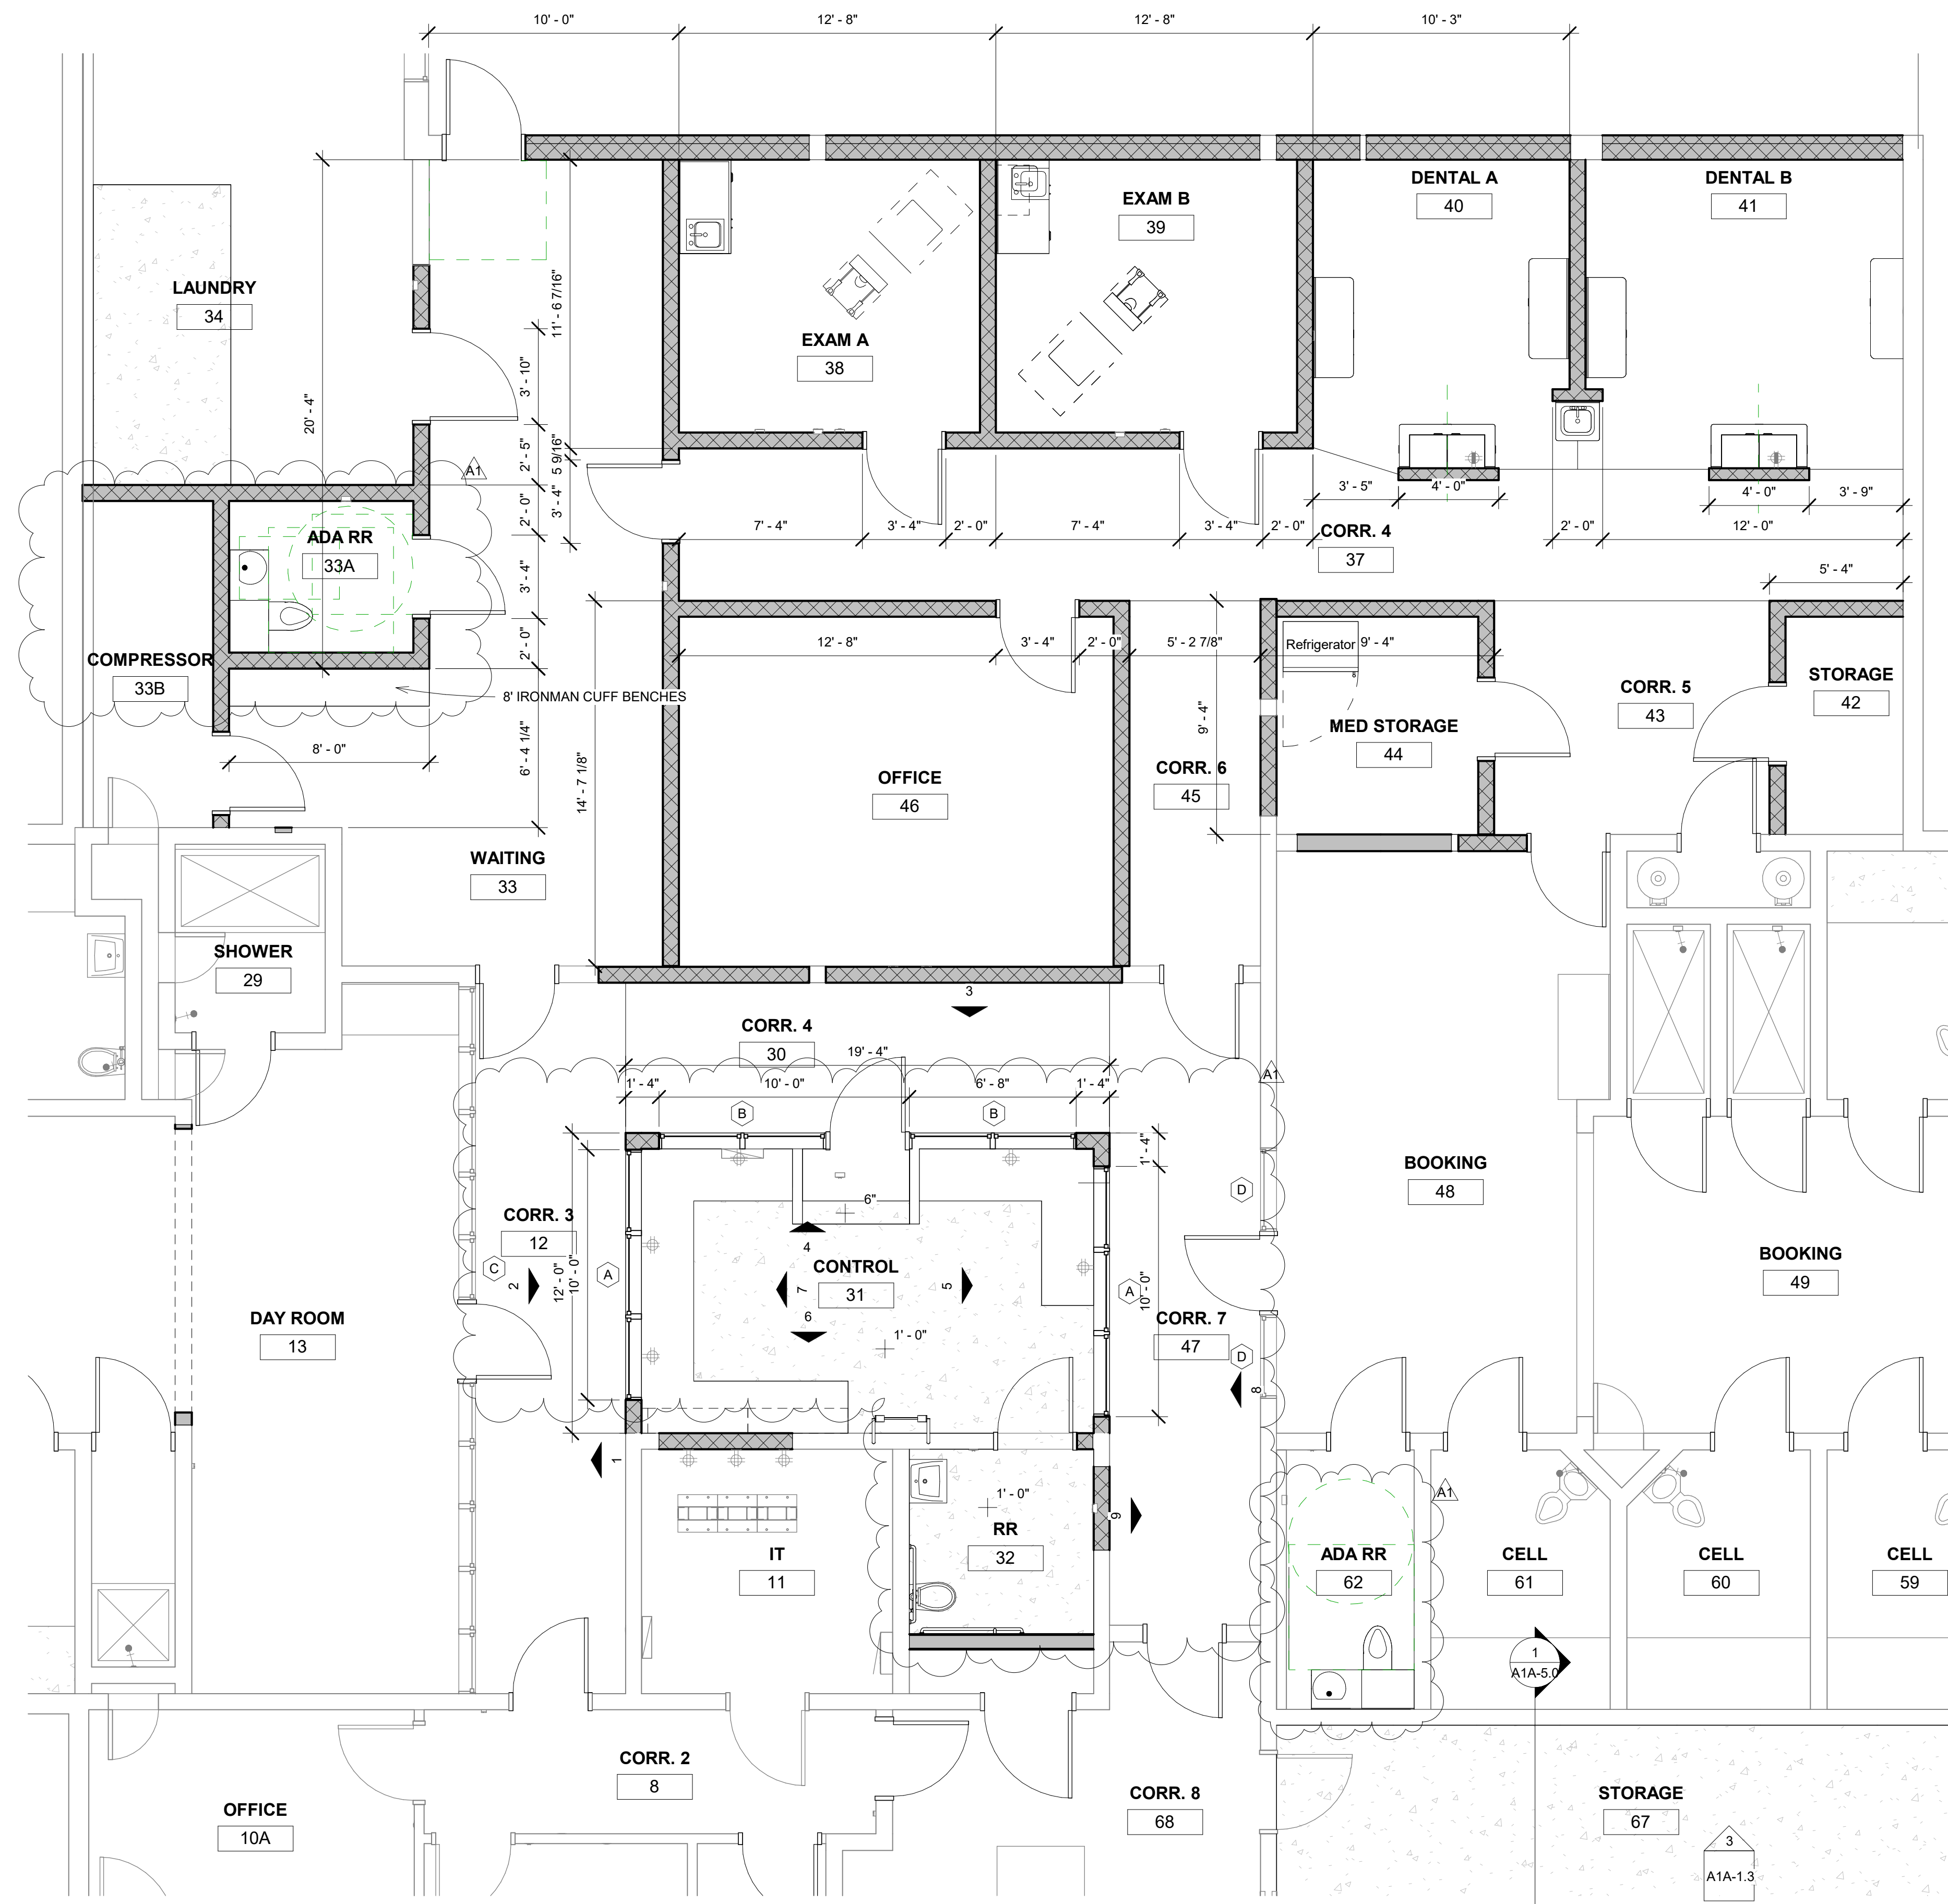 10' - 0" 12' - 8" 12' - 8" 10' - 3"
DENTAL A
40
DENTAL B
41
EXAM B
39
LAUNDRY
34
11' - 6 7/16"
EXAM A
38
3' - 10"
20' - 4"
2' - 5"
5 9/16"
A1
3' - 4"
2' - 0"
3' - 5" 4' - 0" 4' - 0" 3' - 9"
7' - 4" 3' - 4" 2' - 0" 7' - 4" 3' - 4" 2' - 0" 2' - 0" 12' - 0"
CORR. 4
37
ADA RR
33A
3' - 4"
5' - 4"
2' - 0"
12' - 8" 3' - 4" 2' - 0" 5' - 2 7/8" Refrigerator 9' - 4"
COMPRESSOR
33B
8' IRONMAN CUFF BENCHES
STORAGE
42
CORR. 5
43
9' - 4"
MED STORAGE
44
8' - 0"
6' - 4 1/4"
14' - 7 1/8"
OFFICE
46
CORR. 6
45
WAITING
33
SHOWER
29
3
CORR. 4
30
19' - 4"
A1
1' - 4" 10' - 0" 6' - 8" 1' - 4"
B B
1' - 4"
BOOKING
48
D
6"
CORR. 3
12
4
CONTROL
31
C 2 12' - 0" 10' - 0" A 7 5 A 10' - 0"
6
BOOKING
49
DAY ROOM
13
1' - 0"
CORR. 7
47
D
8
1
1' - 0"
A1
9
RR
32
IT
11
ADA RR
62
CELL
61
CELL
60
CELL
59
1
A1A-5.0
CORR. 2
8
CORR. 8
68
STORAGE
67
OFFICE
10A
3
A1A-1.3